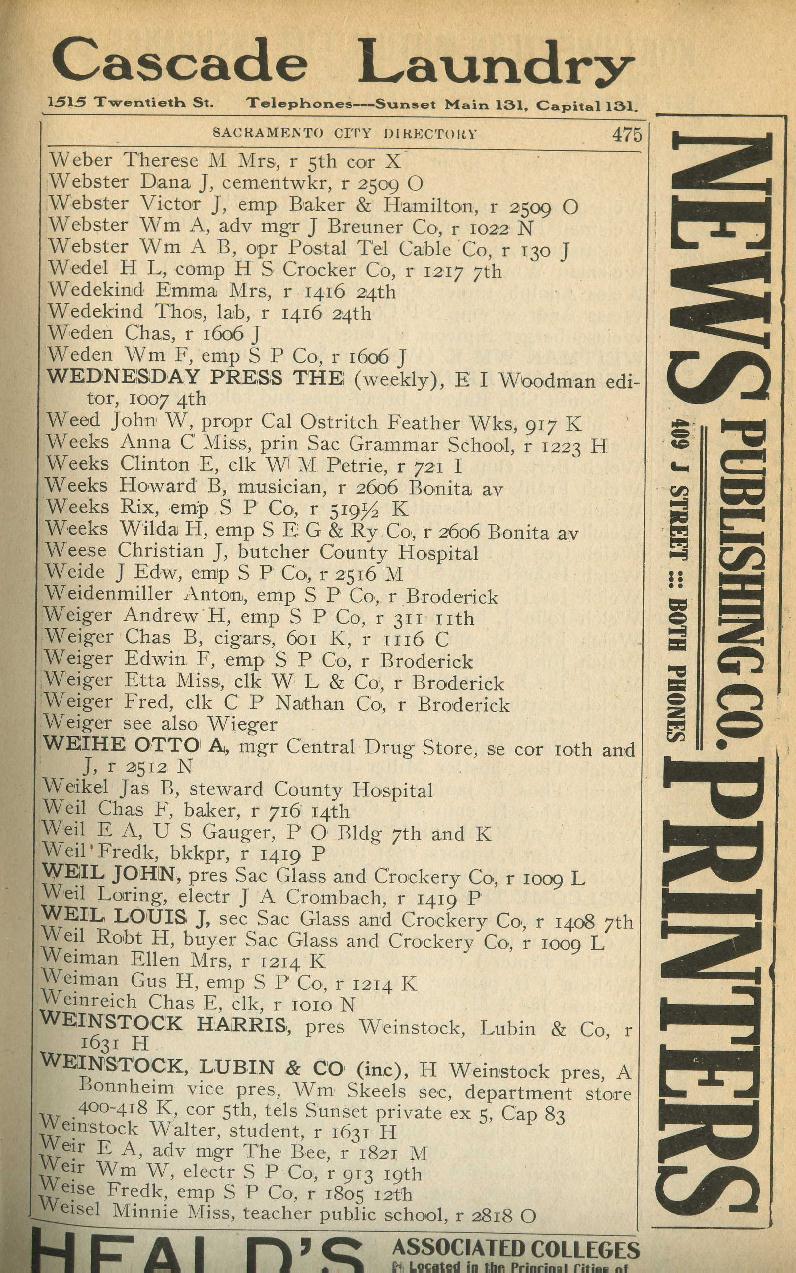 Cascade Laundry
1515 Twentieth St. Telephones---Sunset Main 131, Capital 131.
SACRAMENTO CITY DIRECTORY 475
Weber Therese M Mrs, r 5th cor X
Webster Dana J, cementwkr, r 2509 O
Webster Victor J, emp Baker & Hamilton, r 2509 O
Webster Wm A, adv mgr J Breuner Co, r 1022 N
Webster Wm A B, opr Postal Tel Cable Co, r 130 J
Wedel H L, comp H S Crocker Co, r 1217 7th
Wedekind Emma Mrs, r 1416 24th
Wedekind Thos, lab, r 1416 24th
Weden Chas, r 1606 J
Weden Wm F, emp S P Co, r 1606 J
WEDNESDAY PRESS THE (weekly), E I Woodman edi-
tor, 1007 4th
Weed John W, propr Cal Ostritch Feather Wks, 917 K
Weeks Anna C Miss, prin Sac Grammar School, r 1223 H
Weeks Clinton E, clk W M Petrie, r 721 I
Weeks Howard B, musician, r 2606 Bonita av
Weeks Rix, emp S P Co, r 519½ K
Weeks Wilda H, emp S E G & Ry Co, r 2606 Bonita av
Weese Christian J, butcher County Hospital
Weide J Edw, emp S P Co, r 2516 M
Weidenmiller Anton, emp S P Co, r Broderick
Weiger Andrew H, emp S P Co, r 311 11th
Weiger Chas B, cigars, 601 K, r 1116 C
Weiger Edwin F, emp S P Co, r Broderick
Weiger Etta Miss, clk W L & Co, r Broderick
Weiger Fred, clk C P Nathan Co, r Broderick
Weiger see also Wieger
WEIHE OTTO A, mgr Central Drug Store, se cor 10th and
J, r 2512 N
Weikel Jas B, steward County Hospital
Weil Chas F, baker, r 716 14th
Weil E A, U S Gauger, P O Bldg 7th and K
Weil Fredk, bkkpr, r 1419 P
WEIL JOHN, pres Sac Glass and Crockery Co, r 1009 L
Weil Loring, electr J A Crombach, r 1419 P
WEIL LOUIS J, sec Sac Glass and Crockery Co, r 1408 7th
Weil Robt H, buyer Sac Glass and Crockery Co, r 1009 L
Weiman Ellen Mrs, r 1214 K
Weiman Gus H, emp S P Co, r 1214 K
Weinreich Chas E, clk, r 1010 N
WEINSTOCK HARRIS, pres Weinstock, Lubin & Co, r
1631 H
WEINSTOCK, LUBIN & CO (inc), H Weinstock pres, A
Bonnheim vice pres, Wm Skeels sec, department store
400-418 K, cor 5th, tels Sunset private ex 5, Cap 83
Weinstock Walter, student, r 1631 H
Weir E A, adv mgr The Bee, r 1821 M
Weir Wm W, electr S P Co, r 913 19th
Weise Fredk, emp S P Co, r 1805 12th
Weisel Minnie Miss, teacher public school, r 2818 O
NEWS PUBLISHING CO. PRINTERS
409 J STREET ::: BOTH PHONES
HEALD'S
ASSOCIATED COLLEGES
Located in the Principal Cities of